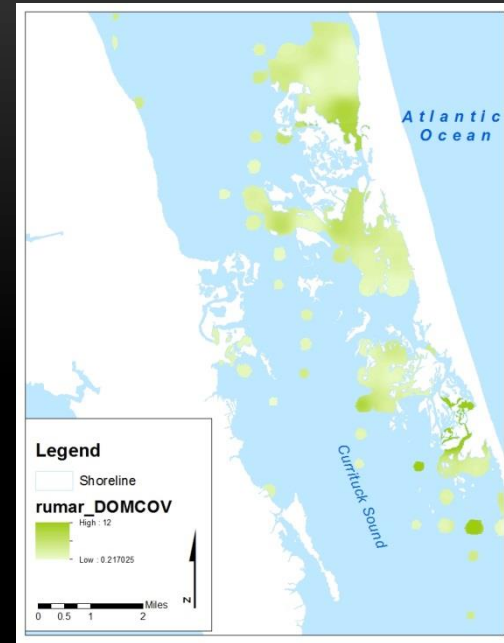 Atlantic
Ocean
Currituck Sound
Legend
Shoreline
rumar_DOMCOV
High : 12
Low : 0.217025
N
Miles
0 0.5 1 2